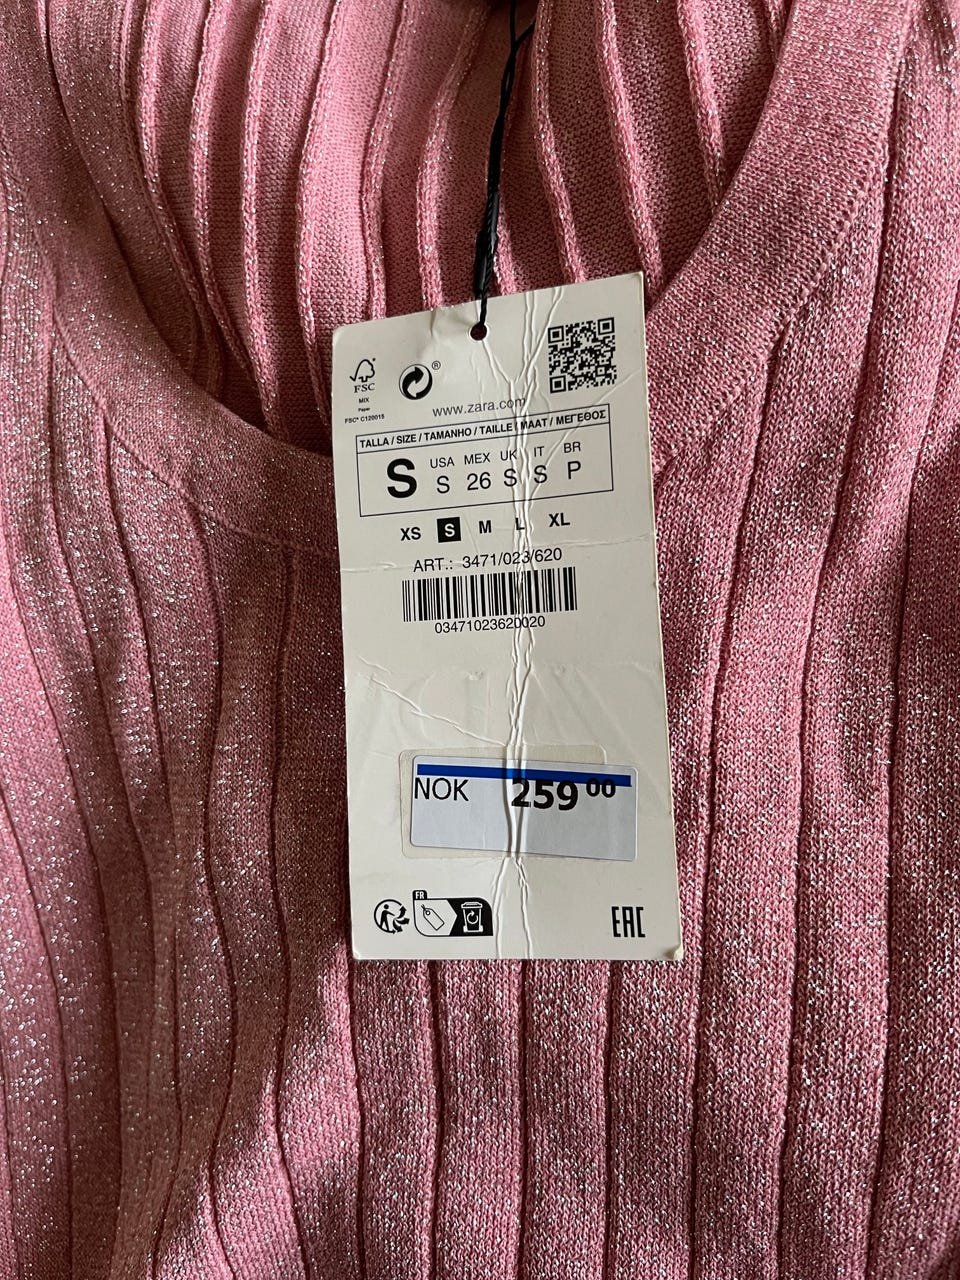 FSC
MIX
Paper
FSC® C120015
®
www.zara.com
TALLA / SIZE / TAMANHO / TAILLE / MAAT / ΜΕΓΕΘΟΣ
S
USA MEX UK IT BR
S 26 S S P
XS S M L XL
ART.: 3471/023/620
03471023620020
NOK 259 00
FR
EAC